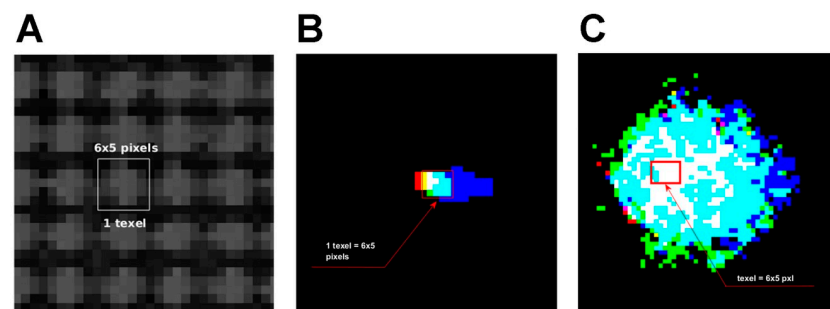 A
B
C
6x5 pixels
1 texel
1 texel = 6x5
pixels
texel = 6x5 pxl